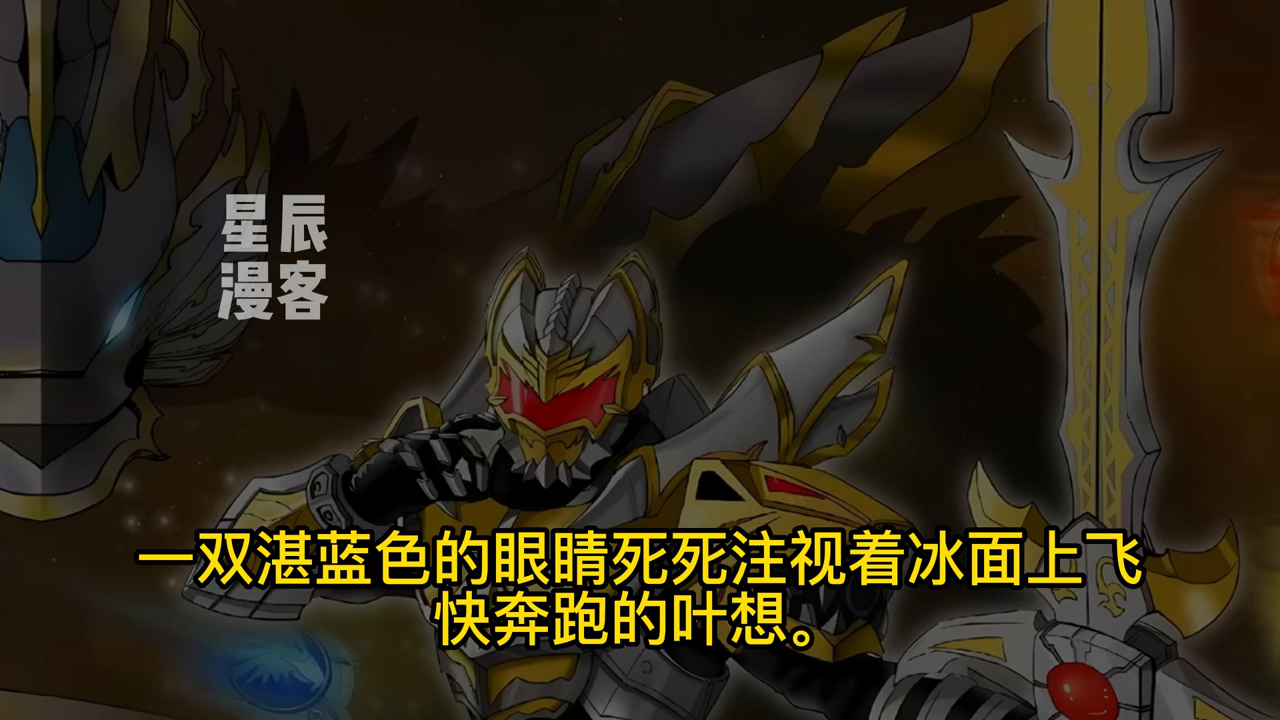 星辰
漫客
一双湛蓝色的眼睛死死注视着冰面上飞
快奔跑的叶想。